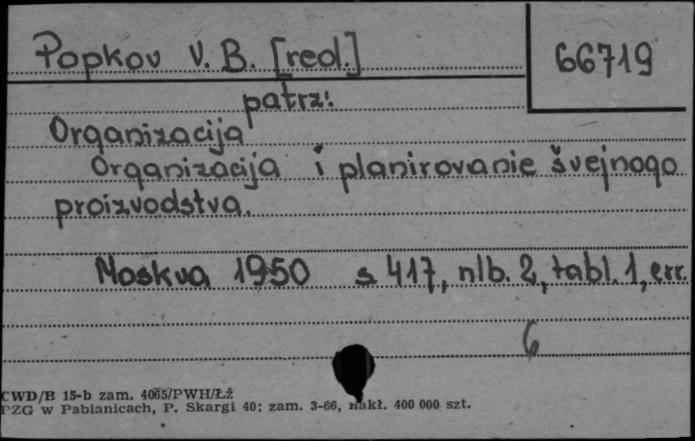 Popkov V. B. [red.] 66719
patrz:
Organizacija
Organizacija i planirovanie švejnogo
proizvodstva.
Moskva 1950 s 417, nlb. 2, tabl. 1, err.
6
CWD/B 15-b zam. 4065/PWH/Łż
PZG w Pabianicach, P. Skargi 40; zam. 3-66, nakł. 400 000 szt.